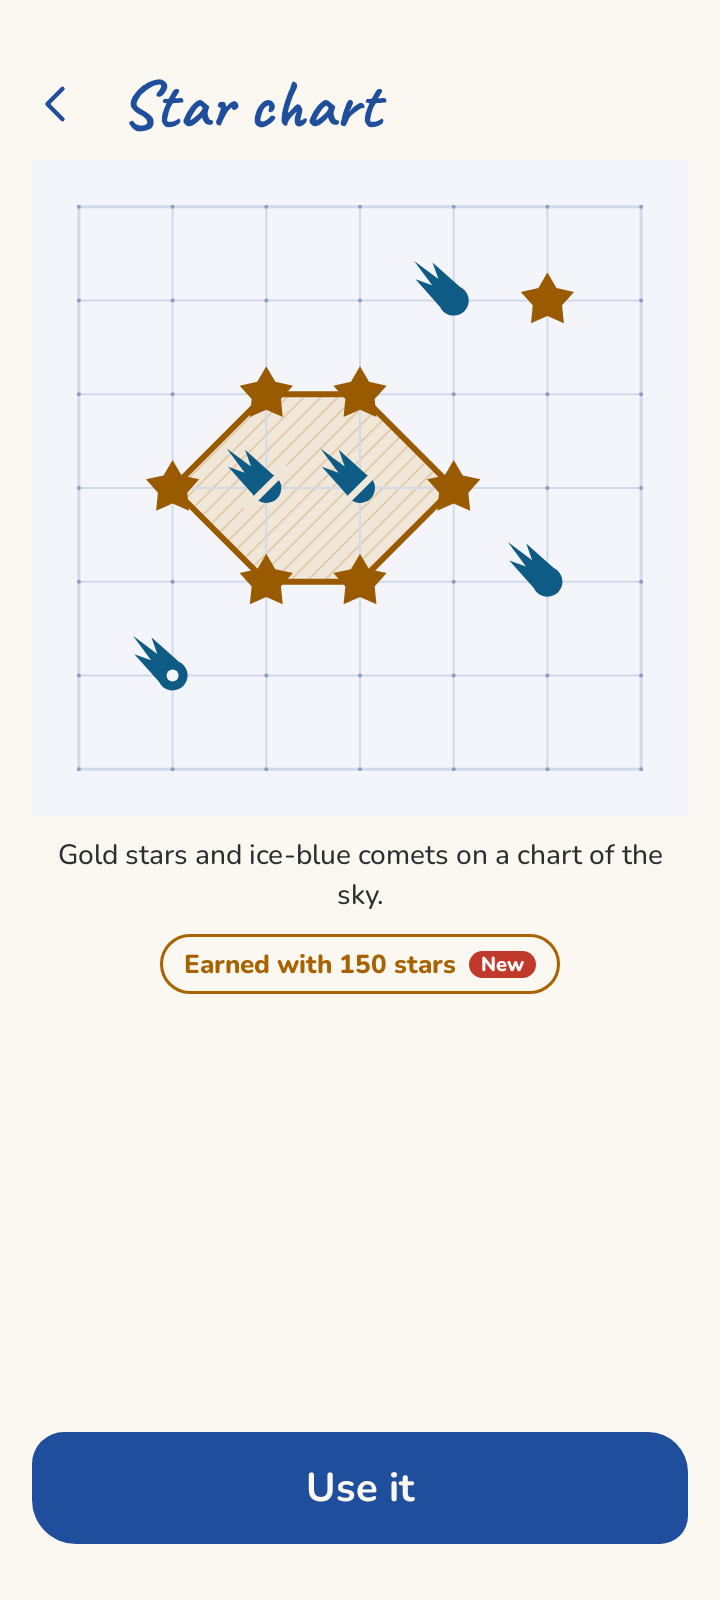 Star chart
Gold stars and ice-blue comets on a chart of the
sky.
Earned with 150 stars New
Use it